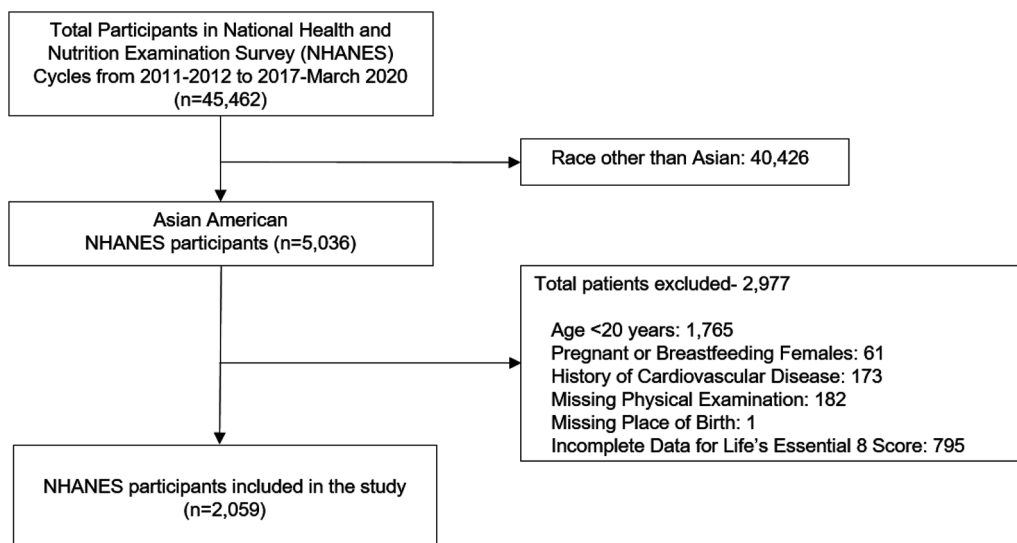 Total Participants in National Health and
Nutrition Examination Survey (NHANES)
Cycles from 2011-2012 to 2017-March 2020
(n=45,462)
Race other than Asian: 40,426
Asian American
NHANES participants (n=5,036)
Total patients excluded- 2,977
Age <20 years: 1,765
Pregnant or Breastfeeding Females: 61
History of Cardiovascular Disease: 173
Missing Physical Examination: 182
Missing Place of Birth: 1
Incomplete Data for Life's Essential 8 Score: 795
NHANES participants included in the study
(n=2,059)